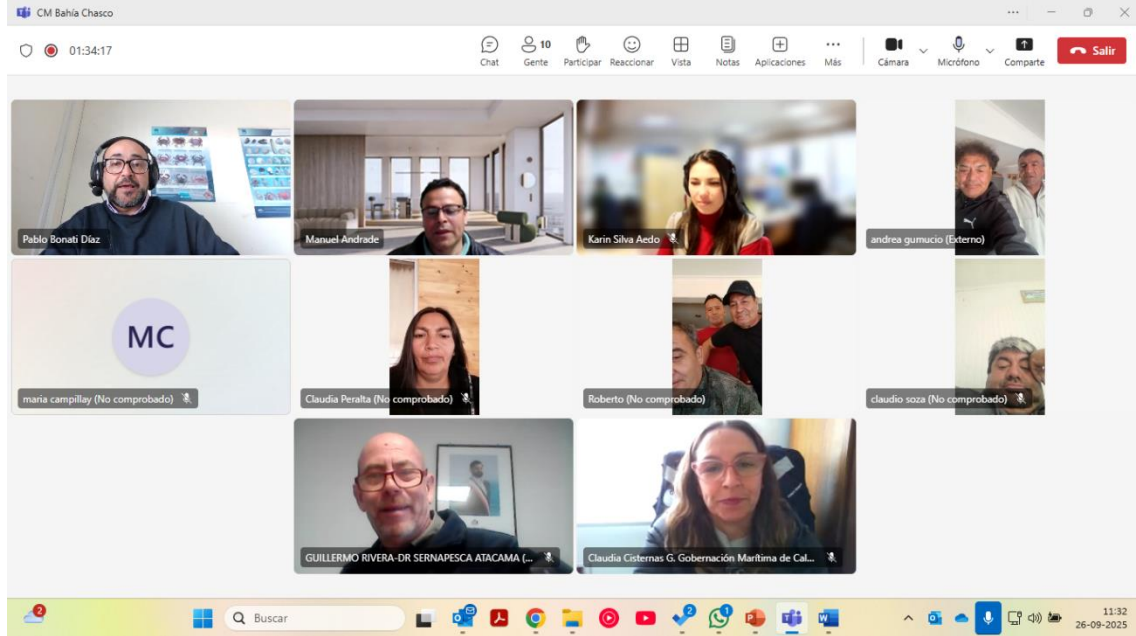 CM Bahía Chasco
01:34:17
Chat
10
Gente
Participar
Reaccionar
Vista
Notas
Aplicaciones
Más
Cámara
Micrófono
Comparte
Salir
Pablo Bonati Díaz
Manuel Andrade
Karin Silva Aedo
andrea gumucio (Externo)
MC
maria campillay (No comprobado)
Claudia Peralta (No comprobado)
Roberto (No comprobado)
claudio soza (No comprobado)
GUILLERMO RIVERA-DR SERNAPESCA ATACAMA (...
Claudia Cisternas G. Gobernación Marítima de Cal...
2
Buscar
1
11:32
26-09-2025